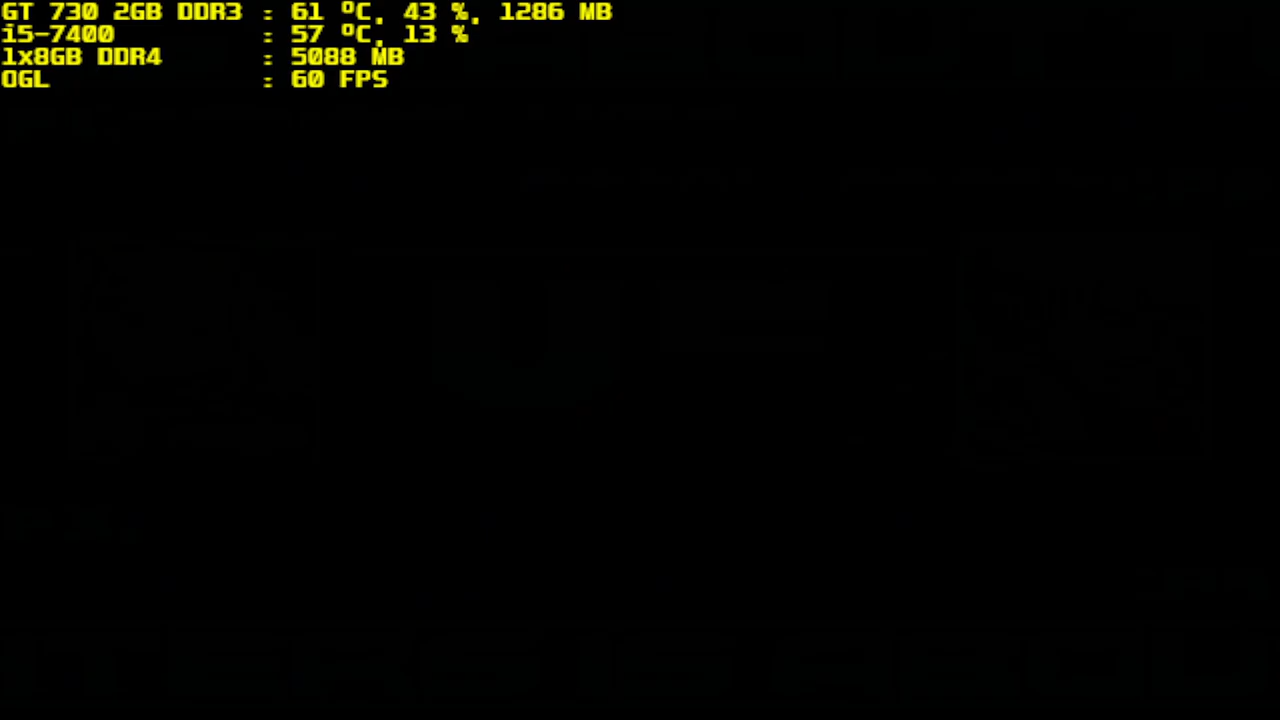 GT 730 2GB DDR3 : 61 ºC, 43 %, 1286 MB
i5-7400 : 57 ºC, 13 %
1x8GB DDR4 : 5088 MB
OGL : 60 FPS